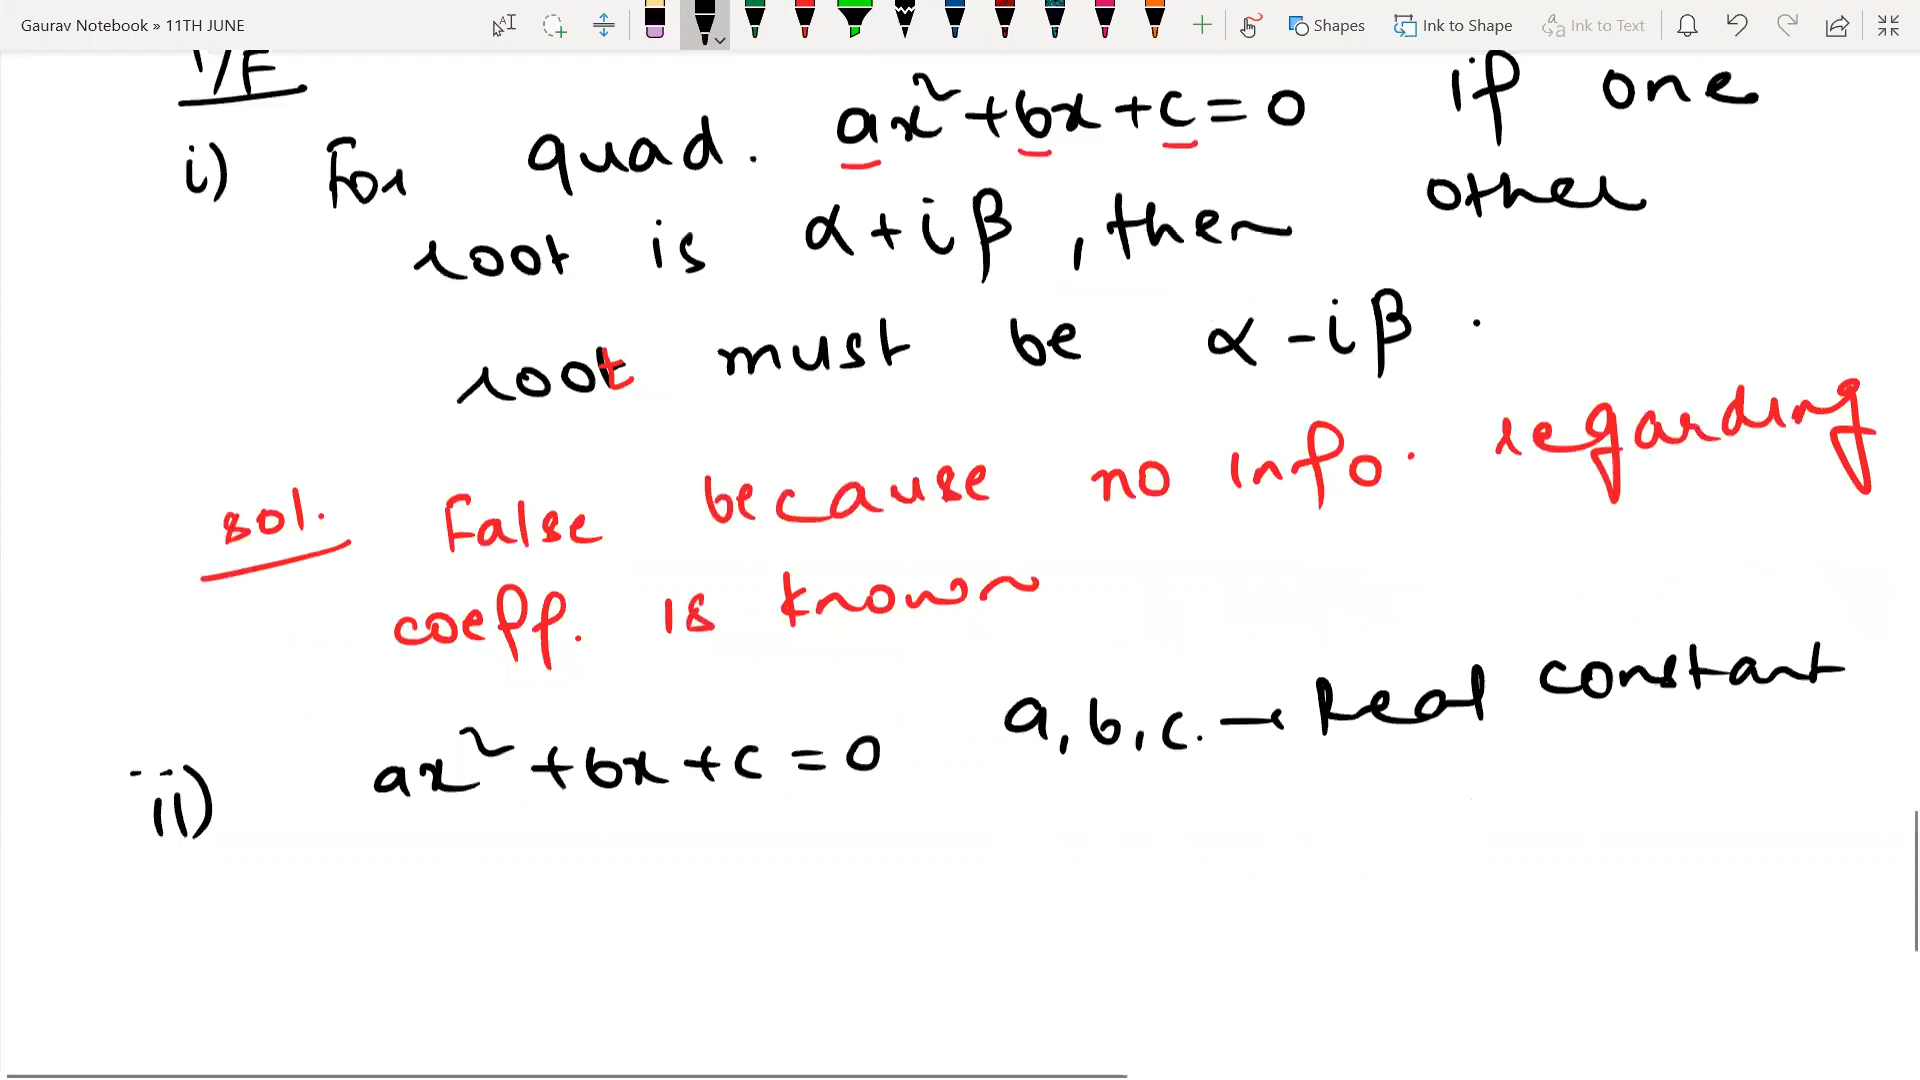 Gaurav Notebook » 11TH JUNE
Shapes
Ink to Shape
Ink to Text
T/F
i) For quad. ax²+bx+c=0 if one
root is α+iβ, then other
root must be α-iβ.
sol. False because no info. regarding
coeff. is known
ii) ax²+bx+c=0 a,b,c. → Real constant